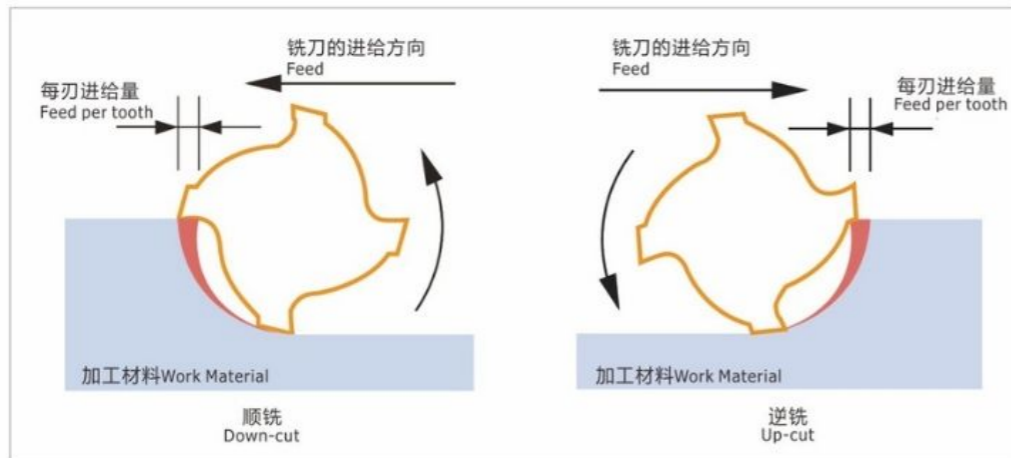 铣刀的进给方向
Feed
每刃进给量
Feed per tooth
加工材料Work Material
顺铣
Down-cut
铣刀的进给方向
Feed
每刃进给量
Feed per tooth
加工材料Work Material
逆铣
Up-cut